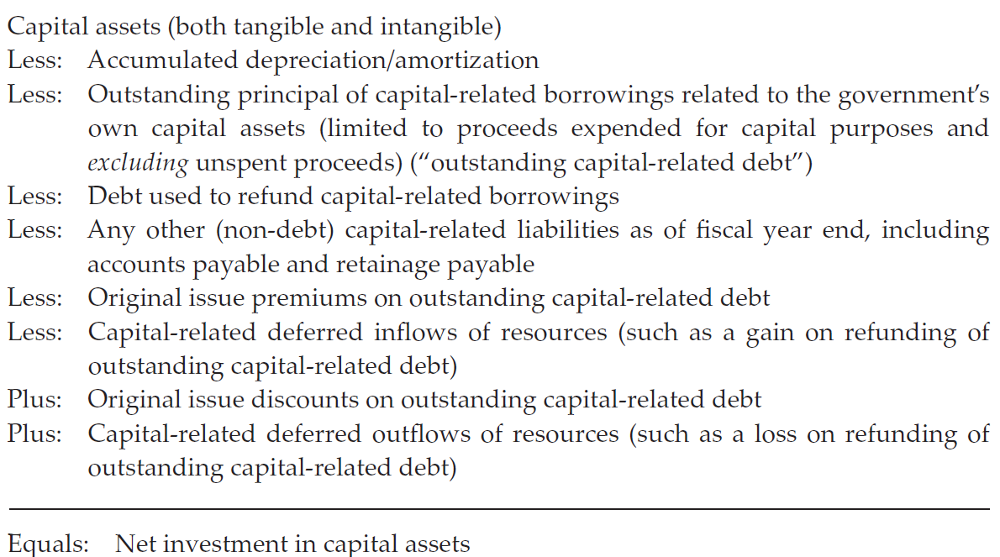 Capital assets (both tangible and intangible)
Less: Accumulated depreciation/amortization
Less: Outstanding principal of capital-related borrowings related to the government’s
own capital assets (limited to proceeds expended for capital purposes and
excluding unspent proceeds) (“outstanding capital-related debt”)
Less: Debt used to refund capital-related borrowings
Less: Any other (non-debt) capital-related liabilities as of fiscal year end, including
accounts payable and retainage payable
Less: Original issue premiums on outstanding capital-related debt
Less: Capital-related deferred inflows of resources (such as a gain on refunding of
outstanding capital-related debt)
Plus: Original issue discounts on outstanding capital-related debt
Plus: Capital-related deferred outflows of resources (such as a loss on refunding of
outstanding capital-related debt)
Equals: Net investment in capital assets